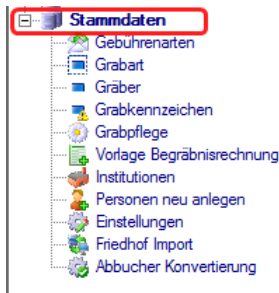 Stammdaten
Gebührenarten
Grabart
Gräber
Grabkennzeichen
Grabpflege
Vorlage Begräbnisrechnung
Institutionen
Personen neu anlegen
Einstellungen
Friedhof Import
Abbucher Konvertierung